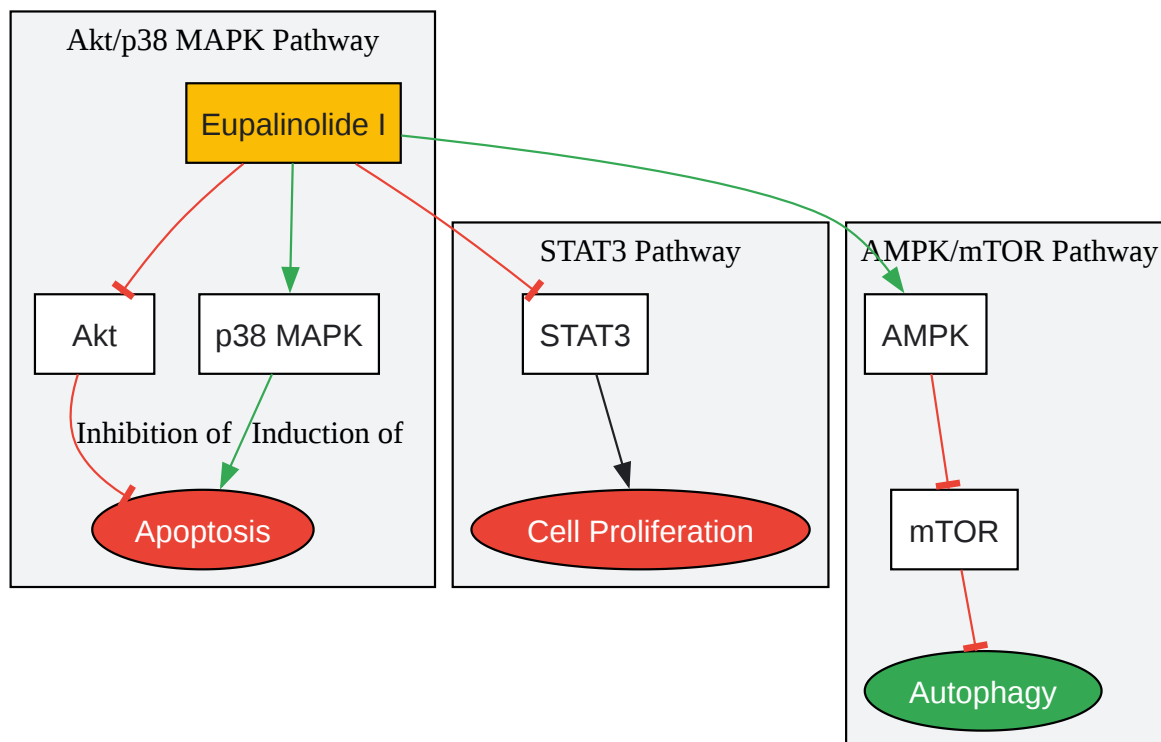 Akt/p38 MAPK Pathway
Eupalinolide I
STAT3 Pathway
AMPK/mTOR Pathway
Akt
p38 MAPK
STAT3
AMPK
Inhibition of
Induction of
Apoptosis
Cell Proliferation
mTOR
Autophagy